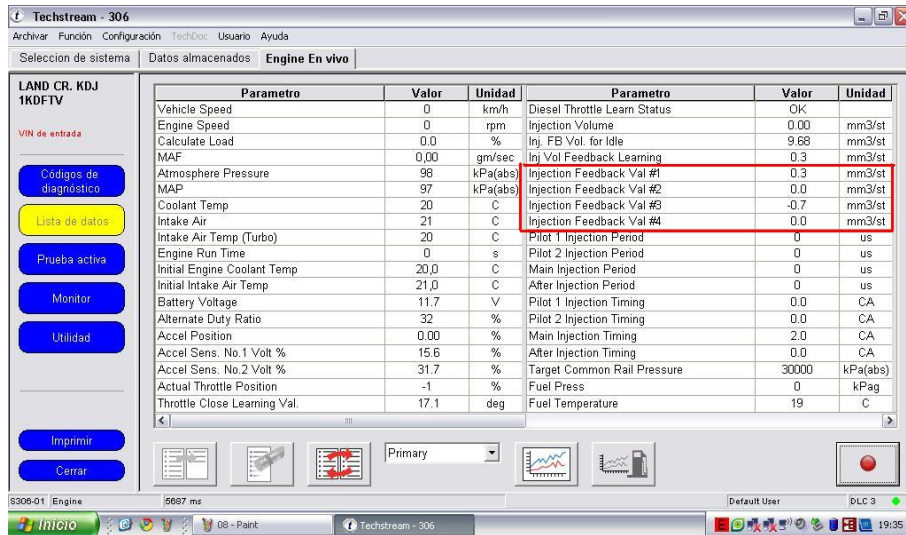 Techstream - 306
Archivar Función Configuración TechDoc Usuario Ayuda
Seleccion de sistema Datos almacenados Engine En vivo
LAND CR. KDJ
1KDFTV
VIN de entrada
Códigos de diagnóstico
Lista de datos
Prueba activa
Monitor
Utilidad
Imprimir
Cerrar
Parametro Valor Unidad Parametro Valor Unidad
Vehicle Speed 0 km/h Diesel Throttle Learn Status OK
Engine Speed 0 rpm Injection Volume 0.00 mm3/st
Calculate Load 0.0 % Inj. FB Vol. for Idle 9.68 mm3/st
MAF 0,00 gm/sec Inj Vol Feedback Learning 0.3 mm3/st
Atmosphere Pressure 98 kPa(abs) Injection Feedback Val #1 0.3 mm3/st
MAP 97 kPa(abs) Injection Feedback Val #2 0.0 mm3/st
Coolant Temp 20 C Injection Feedback Val #3 -0.7 mm3/st
Intake Air 21 C Injection Feedback Val #4 0.0 mm3/st
Intake Air Temp (Turbo) 20 C Pilot 1 Injection Period 0 us
Engine Run Time 0 s Pilot 2 Injection Period 0 us
Initial Engine Coolant Temp 20,0 C Main Injection Period 0 us
Initial Intake Air Temp 21,0 C After Injection Period 0 us
Battery Voltage 11.7 V Pilot 1 Injection Timing 0.0 CA
Alternate Duty Ratio 32 % Pilot 2 Injection Timing 0.0 CA
Accel Position 0.00 % Main Injection Timing 2.0 CA
Accel Sens. No.1 Volt % 15.6 % After Injection Timing 0.0 CA
Accel Sens. No.2 Volt % 31.7 % Target Common Rail Pressure 30000 kPa(abs)
Actual Throttle Position -1 % Fuel Press 0 kPag
Throttle Close Learning Val. 17.1 deg Fuel Temperature 19 C
Primary
S306-01 Engine 5687 ms Default User DLC 3
Inicio 08 - Paint Techstream - 306 19:35